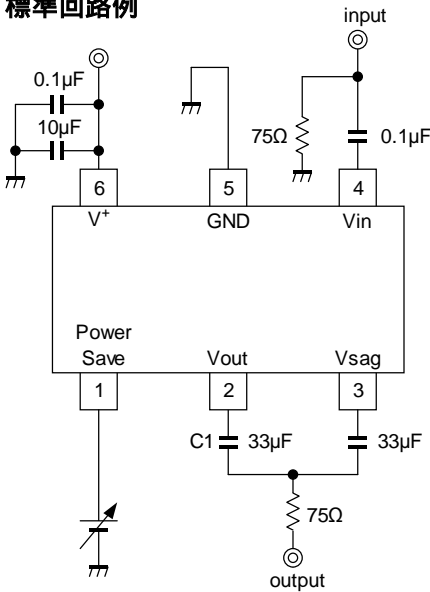 標準回路例
input
0.1µF
10µF
75Ω
0.1µF
6
5
4
V⁺
GND
Vin
Power
Save
Vout
Vsag
1
2
3
C1
33µF
33µF
75Ω
output